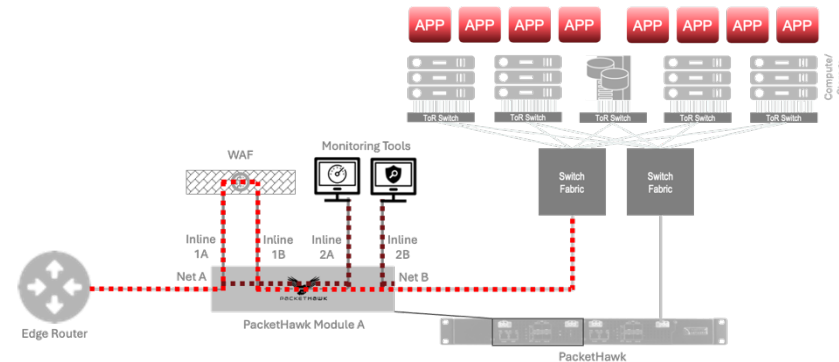 APP APP APP APP APP APP APP APP
Compute/
ToR Switch ToR Switch ToR Switch ToR Switch ToR Switch
WAF
Monitoring Tools
Switch
Fabric
Switch
Fabric
Inline
1A
Inline
1B
Inline
2A
Inline
2B
Net A
Net B
PACKETHAWK
Edge Router
PacketHawk Module A
PacketHawk